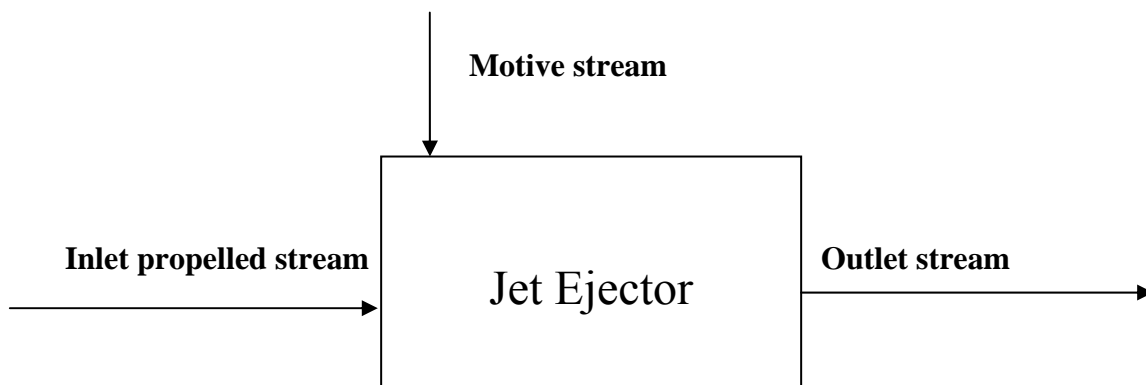 Motive stream
Inlet propelled stream
Outlet stream
Jet Ejector